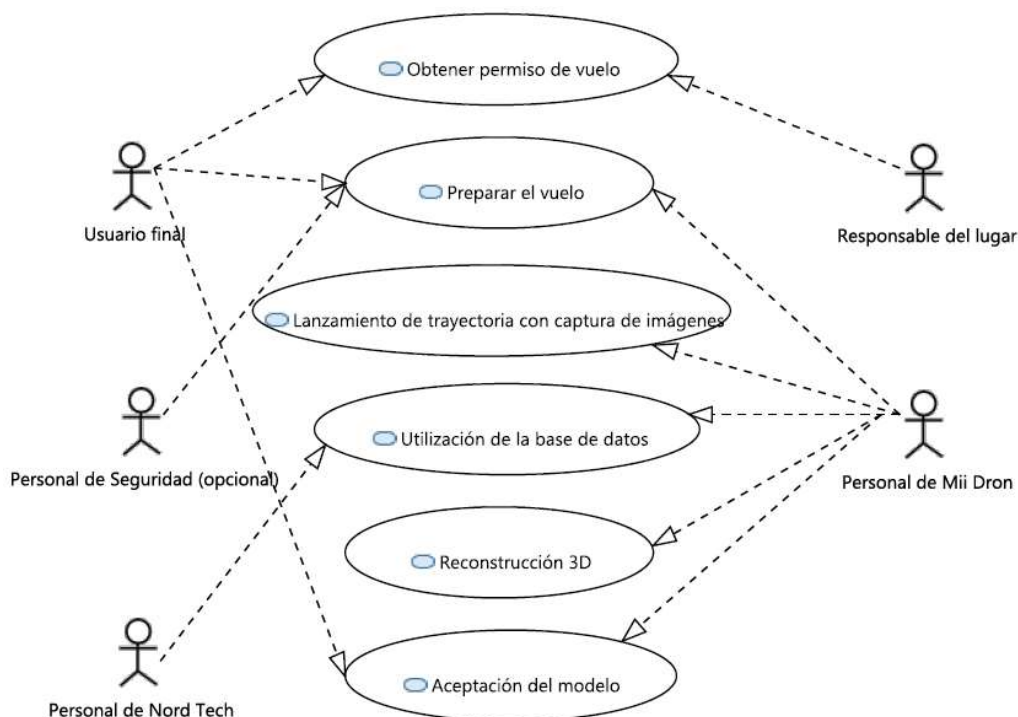 Obtener permiso de vuelo
Preparar el vuelo
Usuario final
Responsable del lugar
Lanzamiento de trayectoria con captura de imágenes
Utilización de la base de datos
Personal de Seguridad (opcional)
Personal de Mii Dron
Reconstrucción 3D
Aceptación del modelo
Personal de Nord Tech